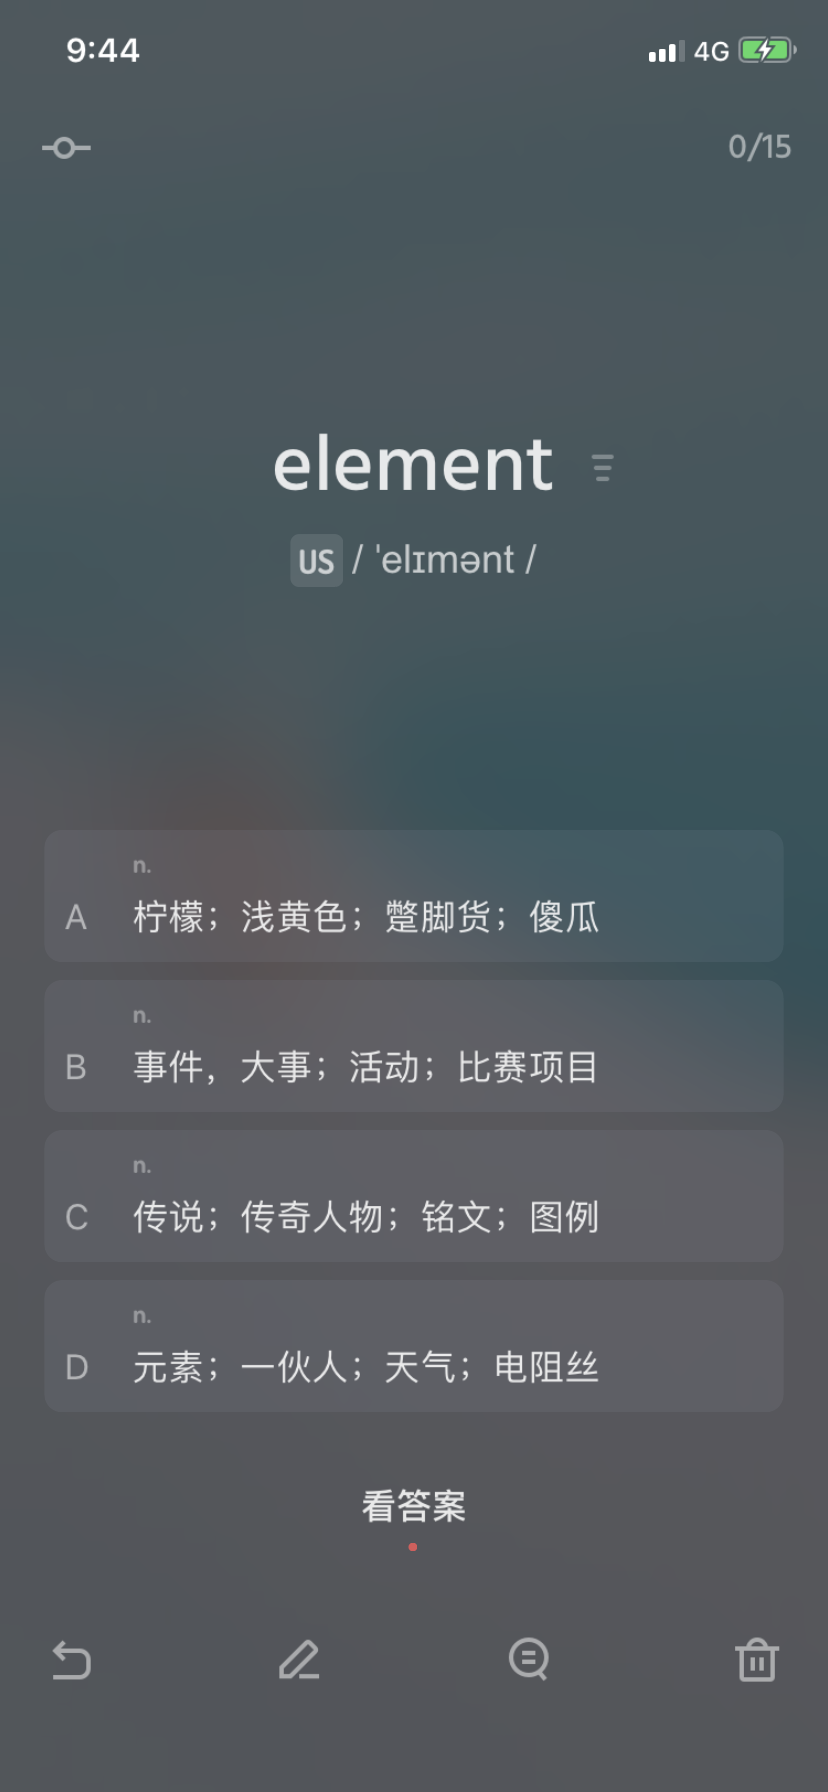 9:44
4G
0/15
element
US / ˈelɪmənt /
n.
A 柠檬；浅黄色；蹩脚货；傻瓜
n.
B 事件，大事；活动；比赛项目
n.
C 传说；传奇人物；铭文；图例
n.
D 元素；一伙人；天气；电阻丝
看答案